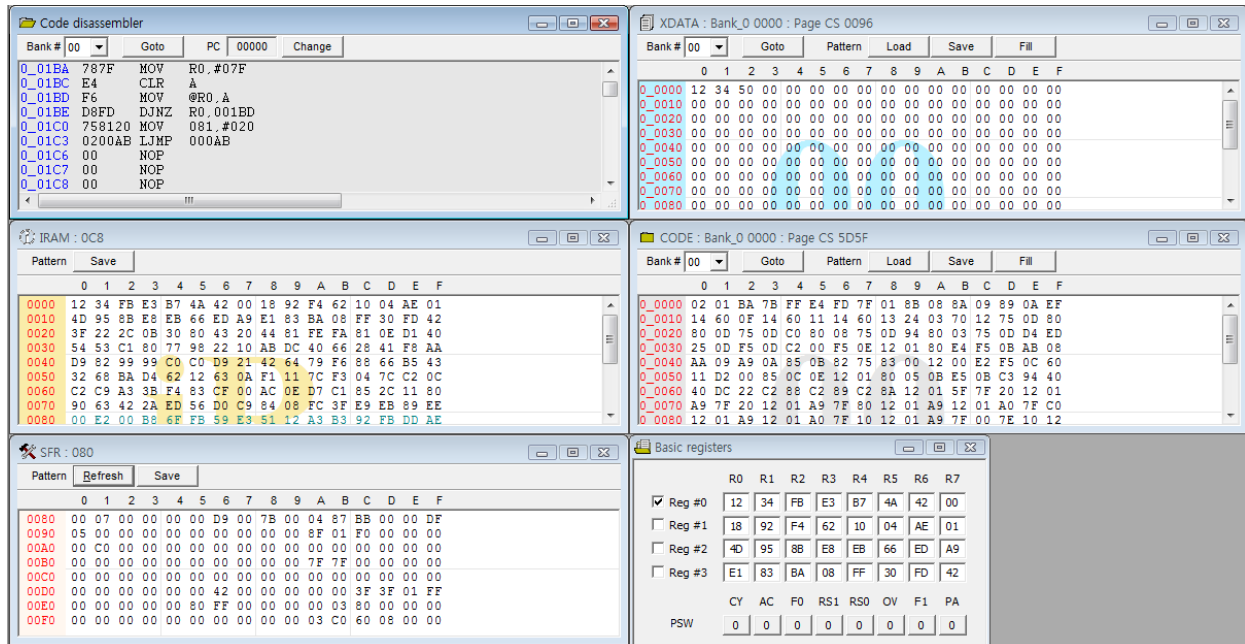 Code disassembler
Bank # 00 Goto PC 00000 Change
0_01BA 787F MOV R0,#07F
0_01BC E4 CLR A
0_01BD F6 MOV @R0,A
0_01BE D8FD DJNZ R0,001BD
0_01C0 758120 MOV 081,#020
0_01C3 0200AB LJMP 000AB
0_01C6 00 NOP
0_01C7 00 NOP
0_01C8 00 NOP
XDATA : Bank_0 0000 : Page CS 0096
Bank # 00 Goto Pattern Load Save Fill
0 1 2 3 4 5 6 7 8 9 A B C D E F
0_0000 12 34 50 00 00 00 00 00 00 00 00 00 00 00 00 00
0_0010 00 00 00 00 00 00 00 00 00 00 00 00 00 00 00 00
0_0020 00 00 00 00 00 00 00 00 00 00 00 00 00 00 00 00
0_0030 00 00 00 00 00 00 00 00 00 00 00 00 00 00 00 00
0_0040 00 00 00 00 00 00 00 00 00 00 00 00 00 00 00 00
0_0050 00 00 00 00 00 00 00 00 00 00 00 00 00 00 00 00
0_0060 00 00 00 00 00 00 00 00 00 00 00 00 00 00 00 00
0_0070 00 00 00 00 00 00 00 00 00 00 00 00 00 00 00 00
0_0080 00 00 00 00 00 00 00 00 00 00 00 00 00 00 00 00
IRAM : 0C8
Pattern Save
0 1 2 3 4 5 6 7 8 9 A B C D E F
0000 12 34 FB E3 B7 4A 42 00 18 92 F4 62 10 04 AE 01
0010 4D 95 8B E8 EB 66 ED A9 E1 83 BA 08 FF 30 FD 42
0020 3F 22 2C 0B 30 80 43 20 44 81 FE FA 81 0E D1 40
0030 54 53 C1 80 77 98 22 10 AB DC 40 66 28 41 F8 AA
0040 D9 82 99 99 C0 C0 D9 21 42 64 79 F6 88 66 B5 43
0050 32 68 BA D4 62 12 63 0A F1 11 7C F3 04 7C C2 0C
0060 C2 C9 A3 3B F4 83 CF 00 AC 0E D7 C1 85 2C 11 80
0070 90 63 42 2A ED 56 D0 C9 84 08 FC 3F E9 EB 89 EE
0080 00 E2 00 B8 6F FB 59 E3 51 12 A3 B3 92 FB DD AE
CODE : Bank_0 0000 : Page CS 5D5F
Bank # 00 Goto Pattern Load Save Fill
0 1 2 3 4 5 6 7 8 9 A B C D E F
0_0000 02 01 BA 7B FF E4 FD 7F 01 8B 08 8A 09 89 0A EF
0_0010 14 60 0F 14 60 11 14 60 13 24 03 70 12 75 0D 80
0_0020 80 0D 75 0D C0 80 08 75 0D 94 80 03 75 0D D4 ED
0_0030 25 0D F5 0D C2 00 F5 0E 12 01 80 E4 F5 0B AB 08
0_0040 AA 09 A9 0A 85 0B 82 75 83 00 12 00 E2 F5 0C 60
0_0050 11 D2 00 85 0C 0E 12 01 80 05 0B E5 0B C3 94 40
0_0060 40 DC 22 C2 88 C2 89 C2 8A 12 01 5F 7F 20 12 01
0_0070 A9 7F 20 12 01 A9 7F 80 12 01 A9 12 01 A0 7F C0
0_0080 12 01 A9 12 01 A0 7F 10 12 01 A9 7F 00 7E 10 12
SFR : 080
Pattern Refresh Save
0 1 2 3 4 5 6 7 8 9 A B C D E F
0080 00 07 00 00 00 00 D9 00 7B 00 04 87 BB 00 00 DF
0090 05 00 00 00 00 00 00 00 00 00 8F 01 F0 00 00 00
00A0 00 C0 00 00 00 00 00 00 00 00 00 00 00 00 00 00
00B0 00 00 00 00 00 00 00 00 00 00 7F 7F 00 00 00 00
00C0 00 00 00 00 00 00 00 00 00 00 00 00 00 00 00 00
00D0 00 00 00 00 00 00 42 00 00 00 00 00 3F 3F 01 FF
00E0 00 00 00 00 80 FF 00 00 00 00 03 80 00 00 00 00
00F0 00 00 00 00 00 00 00 00 00 00 03 C0 60 08 00 00
Basic registers
R0 R1 R2 R3 R4 R5 R6 R7
Reg #0 12 34 FB E3 B7 4A 42 00
Reg #1 18 92 F4 62 10 04 AE 01
Reg #2 4D 95 8B E8 EB 66 ED A9
Reg #3 E1 83 BA 08 FF 30 FD 42
CY AC F0 RS1 RS0 OV F1 PA
PSW 0 0 0 0 0 0 0 0